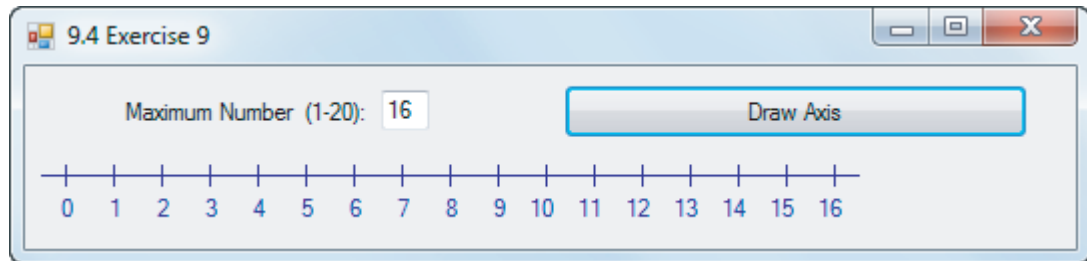 9.4 Exercise 9
Maximum Number (1-20): 16 Draw Axis
0 1 2 3 4 5 6 7 8 9 10 11 12 13 14 15 16